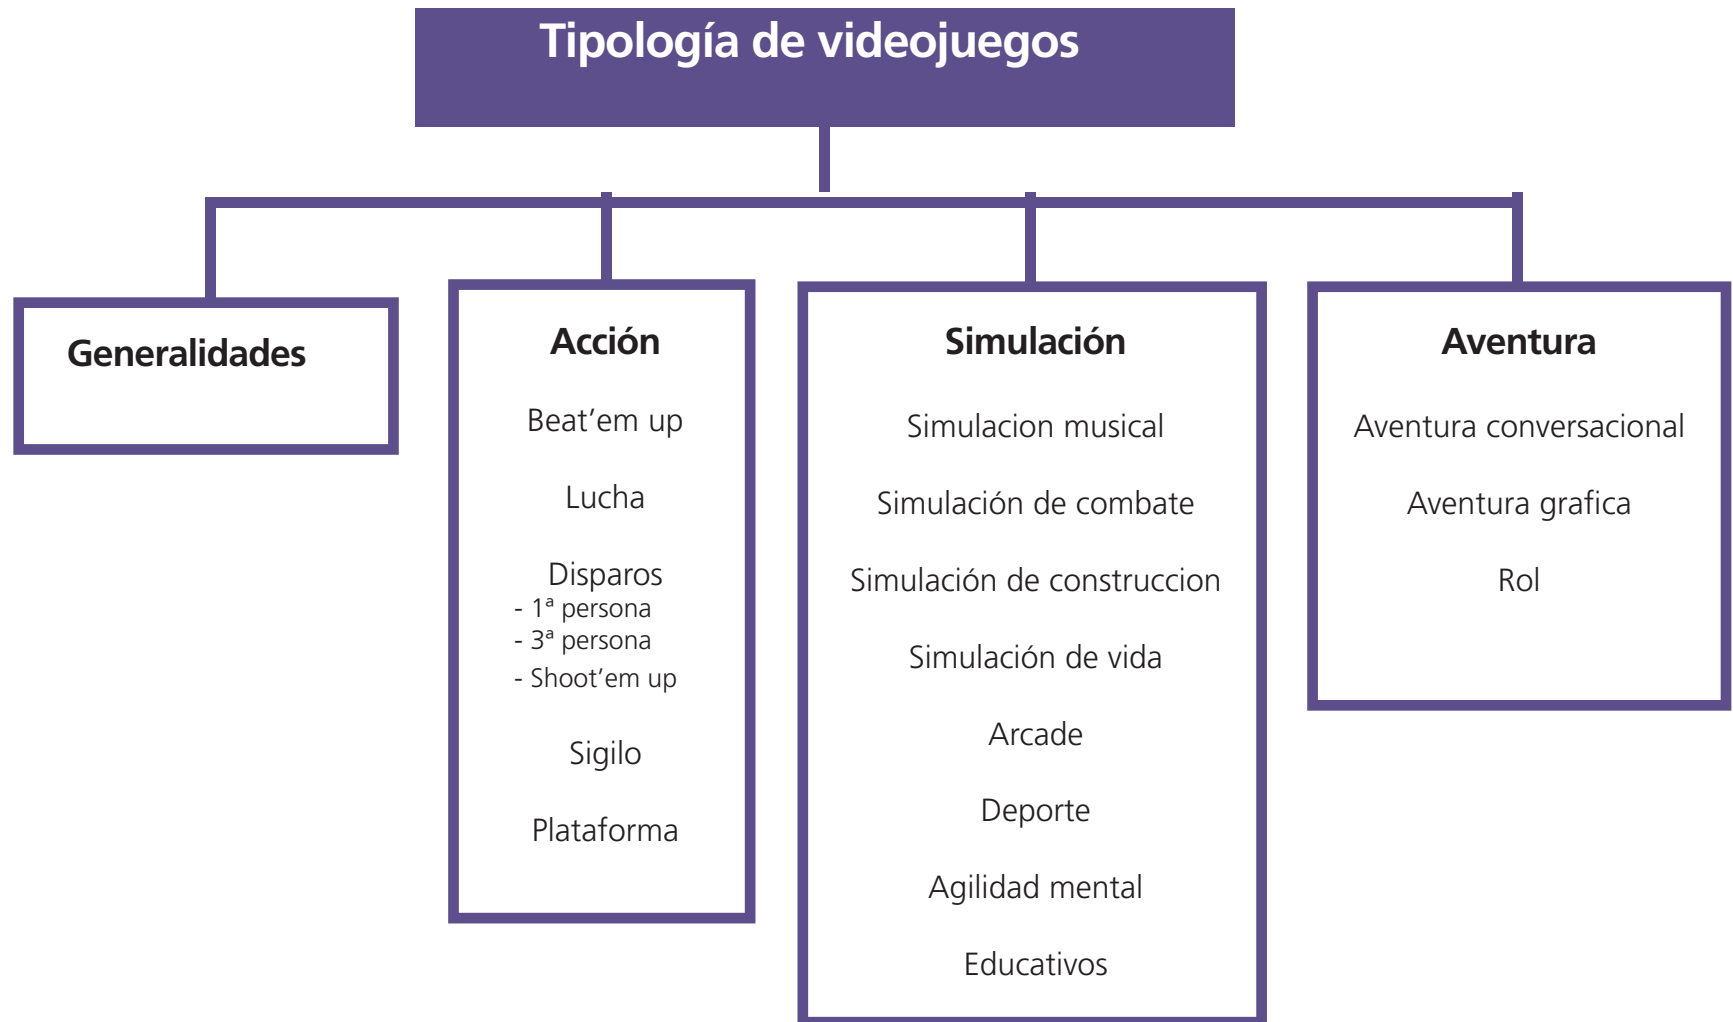 Tipología de videojuegos
Generalidades
Acción
Beat’em up
Lucha
Disparos
- 1ª persona
- 3ª persona
- Shoot’em up
Sigilo
Plataforma
Simulación
Simulacion musical
Simulación de combate
Simulación de construccion
Simulación de vida
Arcade
Deporte
Agilidad mental
Educativos
Aventura
Aventura conversacional
Aventura grafica
Rol